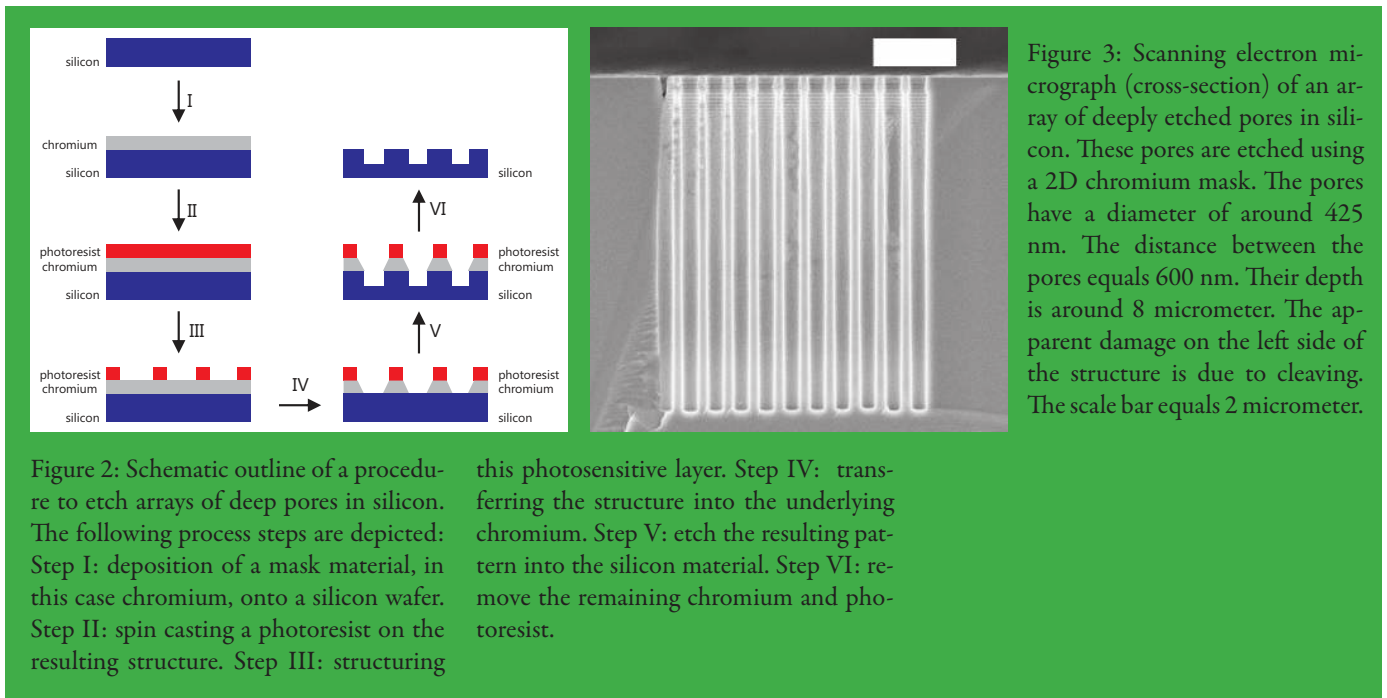 silicon
I
chromium
silicon
II
photoresist
chromium
silicon
III
photoresist
chromium
silicon
IV
photoresist
chromium
silicon
V
photoresist
chromium
silicon
VI
silicon
Figure 3: Scanning electron mi-
crograph (cross-section) of an ar-
ray of deeply etched pores in sili-
con. These pores are etched using
a 2D chromium mask. The pores
have a diameter of around 425
nm. The distance between the
pores equals 600 nm. Their depth
is around 8 micrometer. The ap-
parent damage on the left side of
the structure is due to cleaving.
The scale bar equals 2 micrometer.
Figure 2: Schematic outline of a procedu-
re to etch arrays of deep pores in silicon.
The following process steps are depicted:
Step I: deposition of a mask material, in
this case chromium, onto a silicon wafer.
Step II: spin casting a photoresist on the
resulting structure. Step III: structuring
this photosensitive layer. Step IV: trans-
ferring the structure into the underlying
chromium. Step V: etch the resulting pat-
tern into the silicon material. Step VI: re-
move the remaining chromium and pho-
toresist.